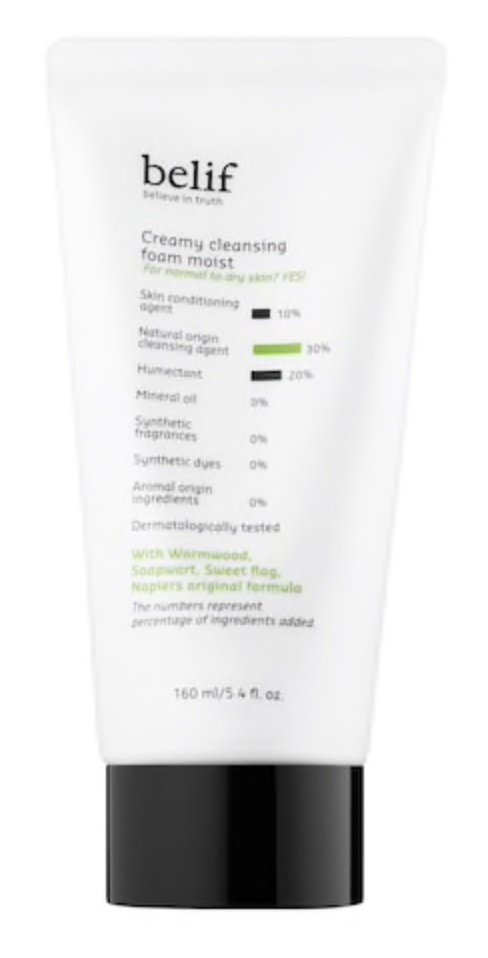 belif
believe in truth
Creamy cleansing
foam moist
For normal to dry skin? YES!
Skin conditioning
agent 10%
Natural origin
cleansing agent 30%
Humectant 20%
Mineral oil 0%
Synthetic
fragrances 0%
Synthetic dyes 0%
Animal origin
ingredients 0%
Dermatologically tested
With Wormwood,
Soapwort, Sweet flag,
Napiers original formula
The numbers represent
percentage of ingredients added.
160 ml/5.4 fl. oz.